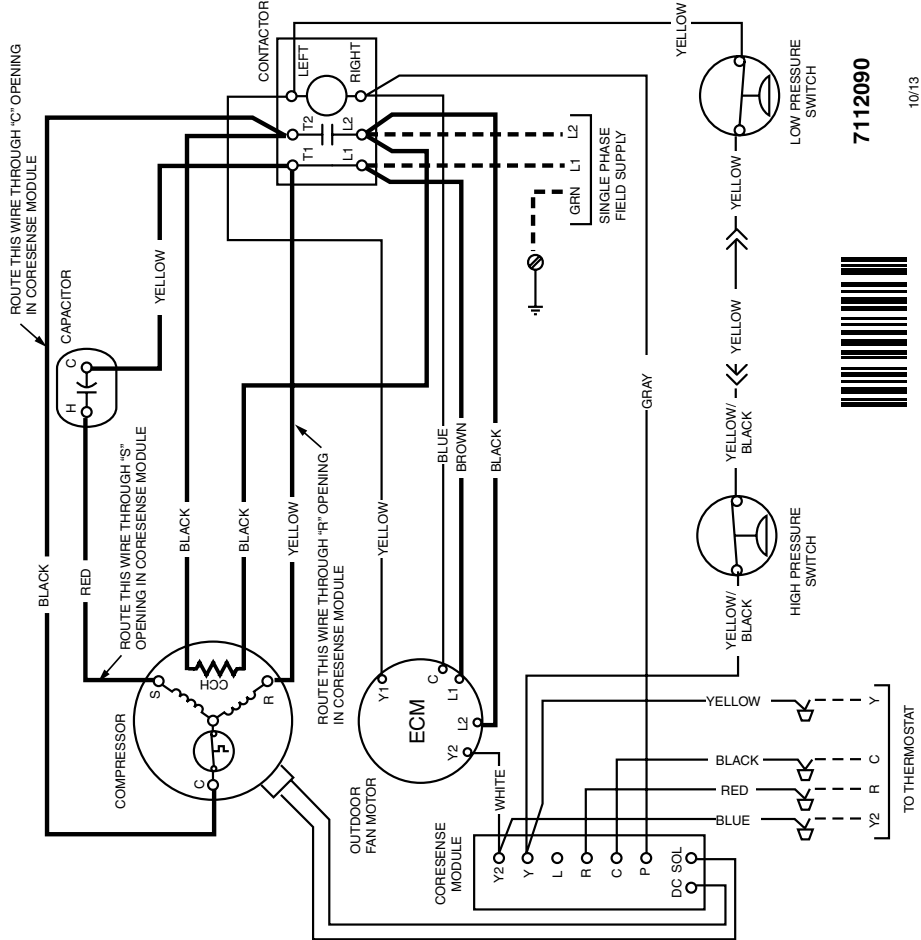 ROUTE THIS WIRE THROUGH “C” OPENING
IN CORESENSE MODULE
CAPACITOR
H
C
BLACK
RED
ROUTE THIS WIRE THROUGH “S”
OPENING IN CORESENSE MODULE
YELLOW
BLACK
BLACK
YELLOW
ROUTE THIS WIRE THROUGH “R” OPENING
IN CORESENSE MODULE
COMPRESSOR
S
CCH
R
C
CONTACTOR
LEFT
RIGHT
T2
L2
T1
L1
YELLOW
L2
L1
GRN
SINGLE PHASE
FIELD SUPPLY
OUTDOOR
FAN MOTOR
ECM
Y1
C
L1
L2
Y2
YELLOW
BLUE
BROWN
BLACK
WHITE
GRAY
CORESENSE
MODULE
Y2
Y
L
R
C
P
DC SOL
LOW PRESSURE
SWITCH
YELLOW
YELLOW
YELLOW/
BLACK
HIGH PRESSURE
SWITCH
YELLOW/
BLACK
YELLOW
BLACK
RED
BLUE
Y
C
R
Y2
TO THERMOSTAT
7112090
10/13